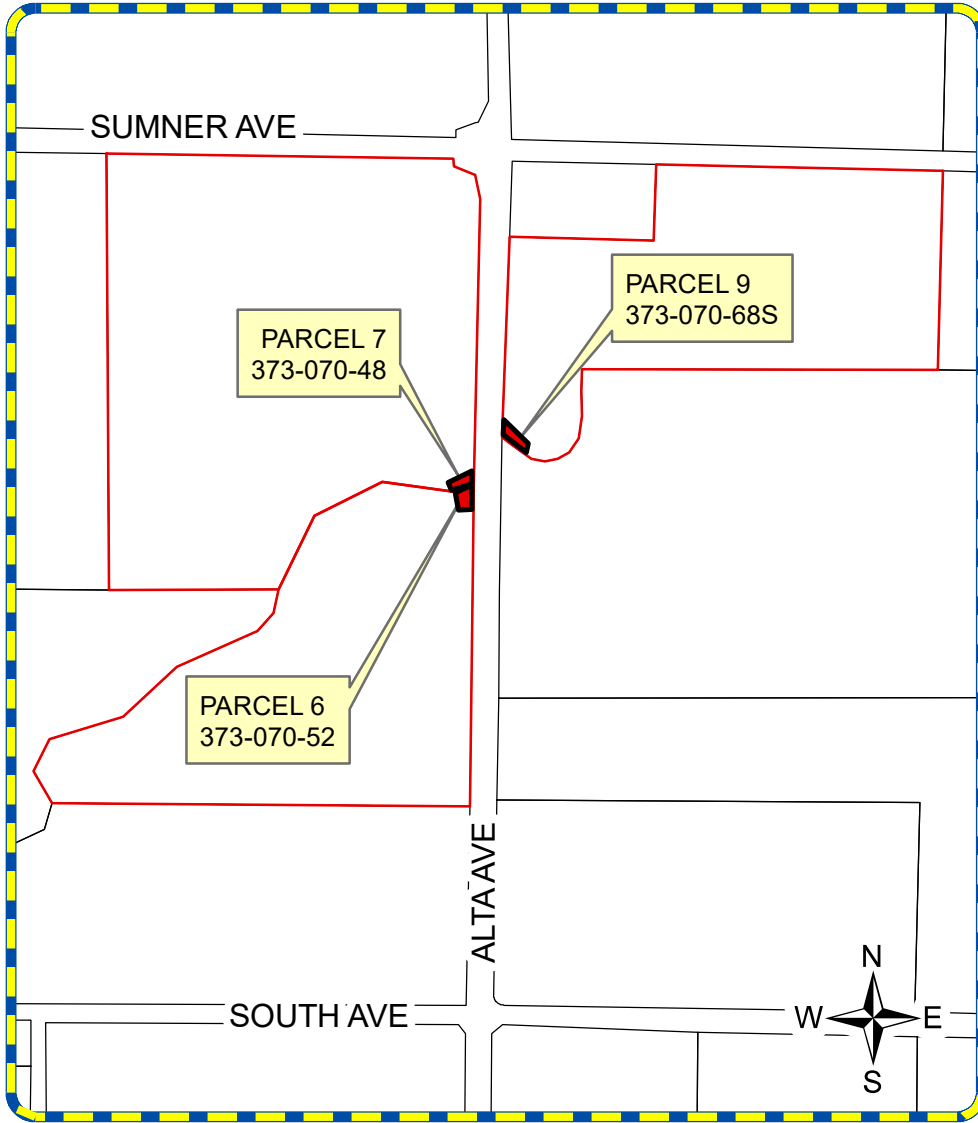 SUMNER AVE
PARCEL 9
373-070-68S
PARCEL 7
373-070-48
PARCEL 6
373-070-52
ALTA AVE
N
W E
S
SOUTH AVE